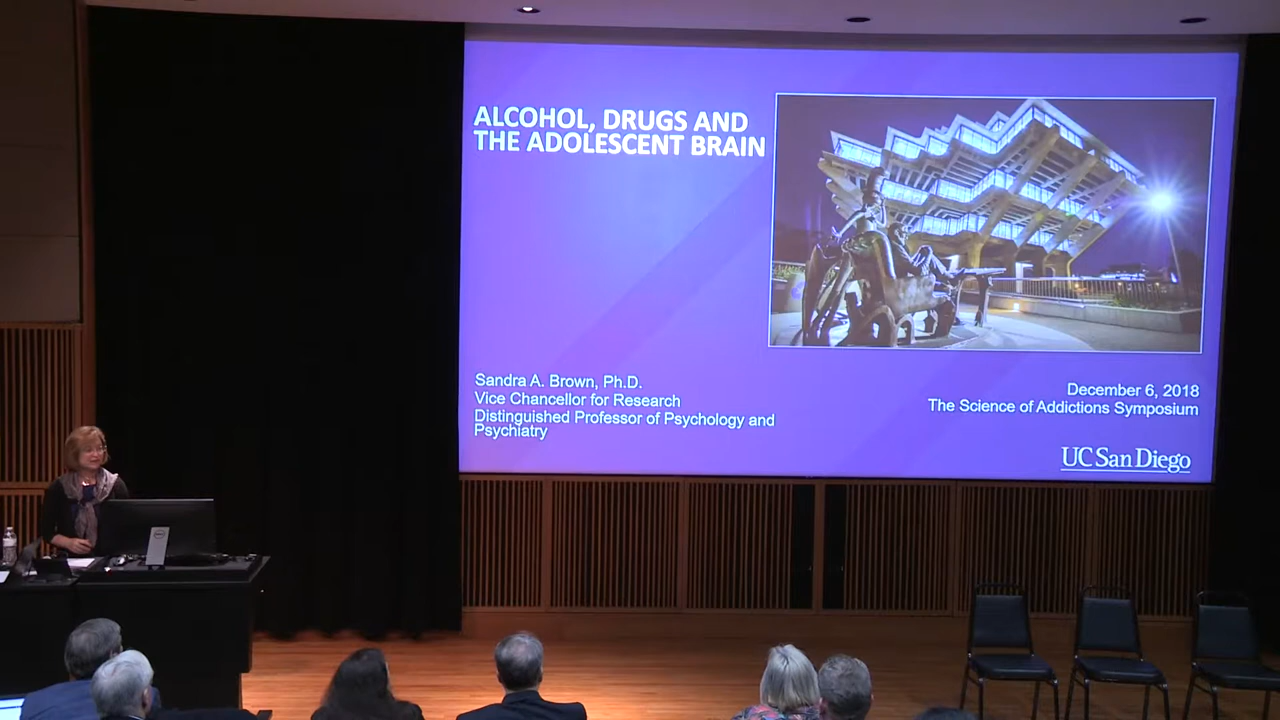 ALCOHOL, DRUGS AND
THE ADOLESCENT BRAIN
Sandra A. Brown, Ph.D.
Vice Chancellor for Research
Distinguished Professor of Psychology and
Psychiatry
December 6, 2018
The Science of Addictions Symposium
UC San Diego